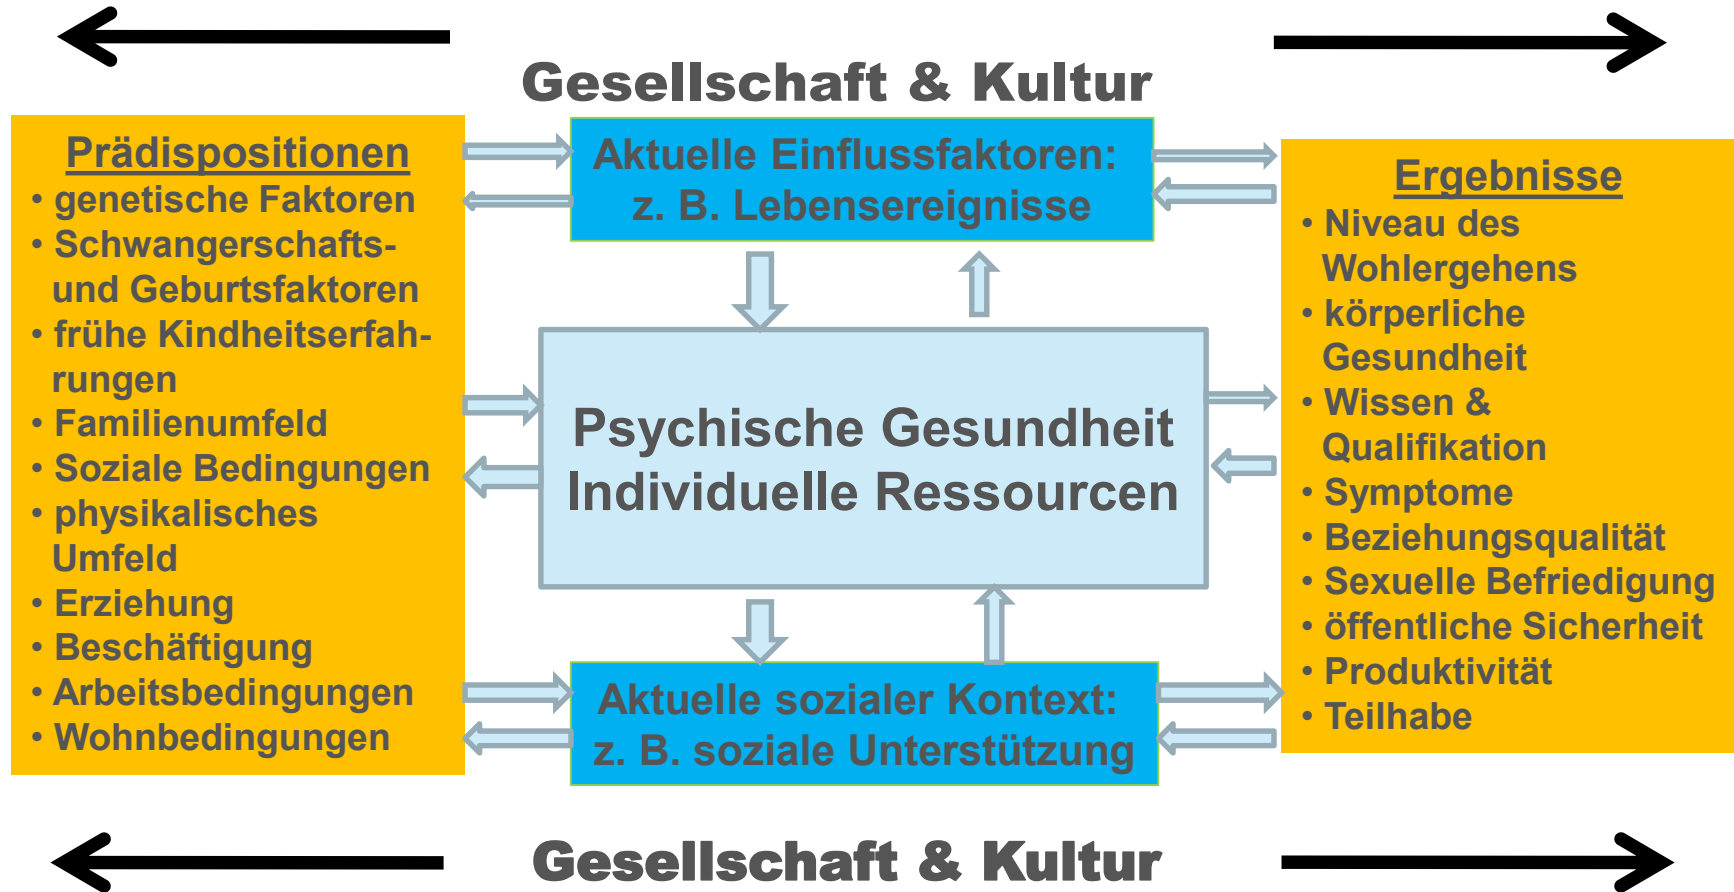 Gesellschaft & Kultur
Prädispositionen
• genetische Faktoren
• Schwangerschafts-
und Geburtsfaktoren
• frühe Kindheitserfah-
rungen
• Familienumfeld
• Soziale Bedingungen
• physikalisches
Umfeld
• Erziehung
• Beschäftigung
• Arbeitsbedingungen
• Wohnbedingungen
Aktuelle Einflussfaktoren:
z. B. Lebensereignisse
Psychische Gesundheit
Individuelle Ressourcen
Aktuelle sozialer Kontext:
z. B. soziale Unterstützung
Ergebnisse
• Niveau des
Wohlergehens
• körperliche
Gesundheit
• Wissen &
Qualifikation
• Symptome
• Beziehungsqualität
• Sexuelle Befriedigung
• öffentliche Sicherheit
• Produktivität
• Teilhabe
Gesellschaft & Kultur